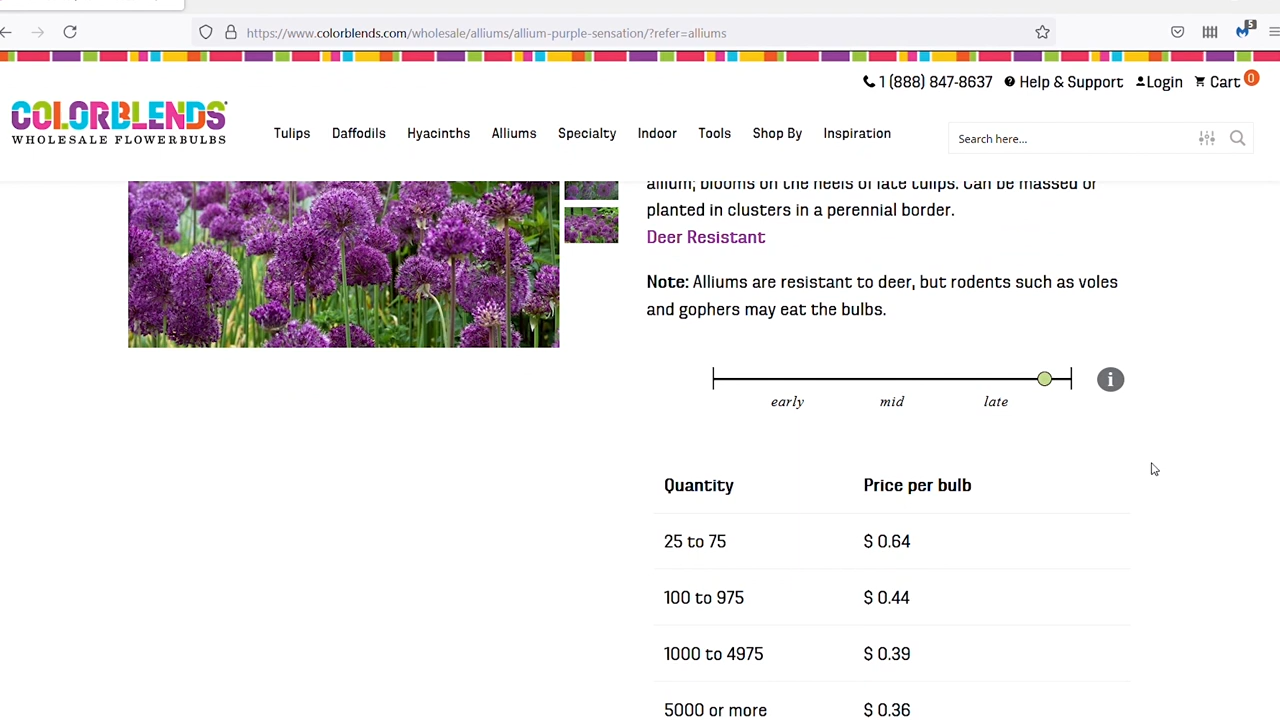 https://www.colorblends.com/wholesale/alliums/allium-purple-sensation/?refer=alliums
5
1 (888) 847-8637 Help & Support Login Cart 0
COLORBLENDS
WHOLESALE FLOWERBULBS
Tulips Daffodils Hyacinths Alliums Specialty Indoor Tools Shop By Inspiration
Search here...
allium; blooms on the heels of late tulips. Can be massed or
planted in clusters in a perennial border.
Deer Resistant
Note: Alliums are resistant to deer, but rodents such as voles
and gophers may eat the bulbs.
early mid late
i
Quantity Price per bulb
25 to 75 $ 0.64
100 to 975 $ 0.44
1000 to 4975 $ 0.39
5000 or more $ 0.36